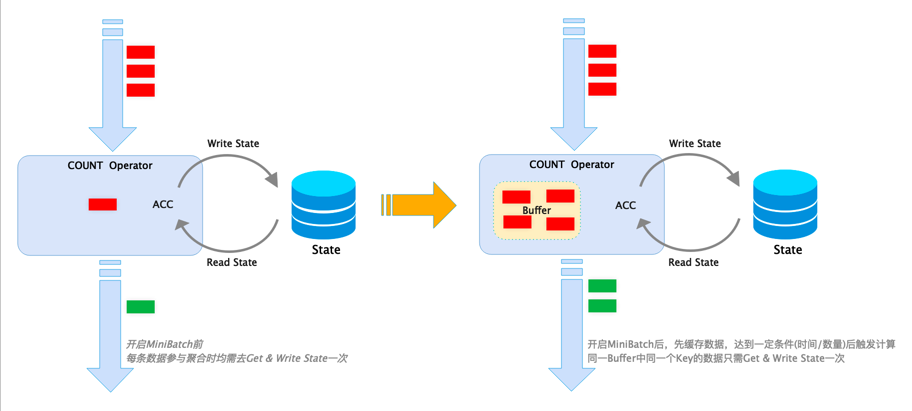 COUNT Operator
Write State
ACC
State
Read State
开启MiniBatch前
每条数据参与聚合时均需去Get & Write State一次
COUNT Operator
Write State
Buffer
ACC
State
Read State
开启MiniBatch后，先缓存数据，达到一定条件(时间/数量)后触发计算
同一Buffer中同一个Key的数据只需Get & Write State一次